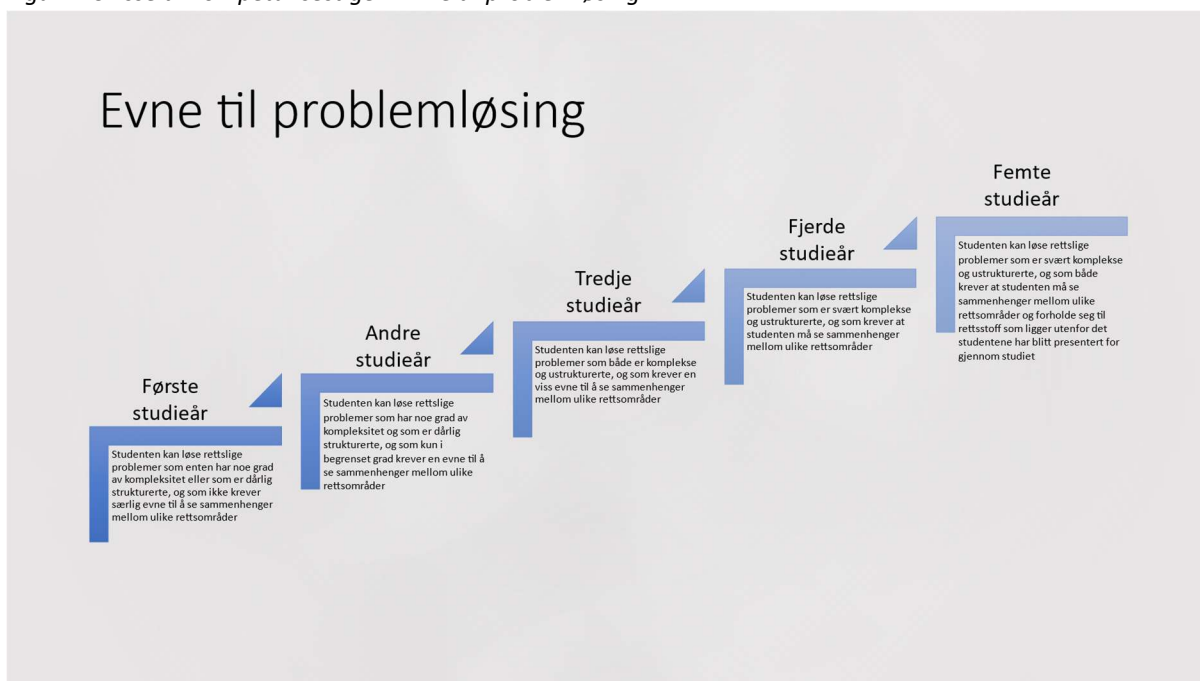 Evne til problemløsing
Første
studieår
Studenten kan løse rettslige
problemer som enten har noe grad
av kompleksitet eller som er dårlig
strukturerte, og som ikke krever
særlig evne til å se sammenhenger
mellom ulike rettsområder
Andre
studieår
Studenten kan løse rettslige
problemer som har noe grad av
kompleksitet og som er dårlig
strukturerte, og som kun i
begrenset grad krever en evne til å
se sammenhenger mellom ulike
rettsområder
Tredje
studieår
Studenten kan løse rettslige
problemer som både er komplekse
og ustrukturerte, og som krever en
viss evne til å se sammenhenger
mellom ulike rettsområder
Fjerde
studieår
Studenten kan løse rettslige
problemer som er svært komplekse
og ustrukturerte, og som krever at
studenten må se sammenhenger
mellom ulike rettsområder
Femte
studieår
Studenten kan løse rettslige
problemer som er svært komplekse
og ustrukturerte, og som både
krever at studenten må se
sammenhenger mellom ulike
rettsområder og forholde seg til
rettsstoff som ligger utenfor det
studentene har blitt presentert for
gjennom studiet